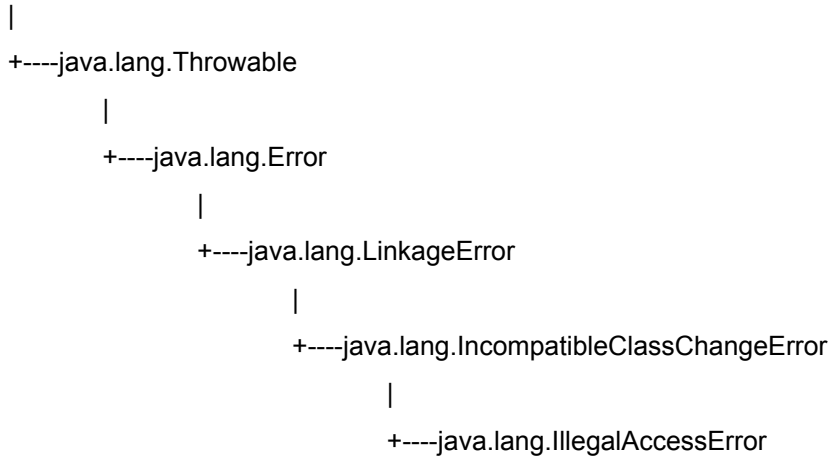 |
+----java.lang.Throwable
|
+----java.lang.Error
|
+----java.lang.LinkageError
|
+----java.lang.IncompatibleClassChangeError
|
+----java.lang.IllegalAccessError